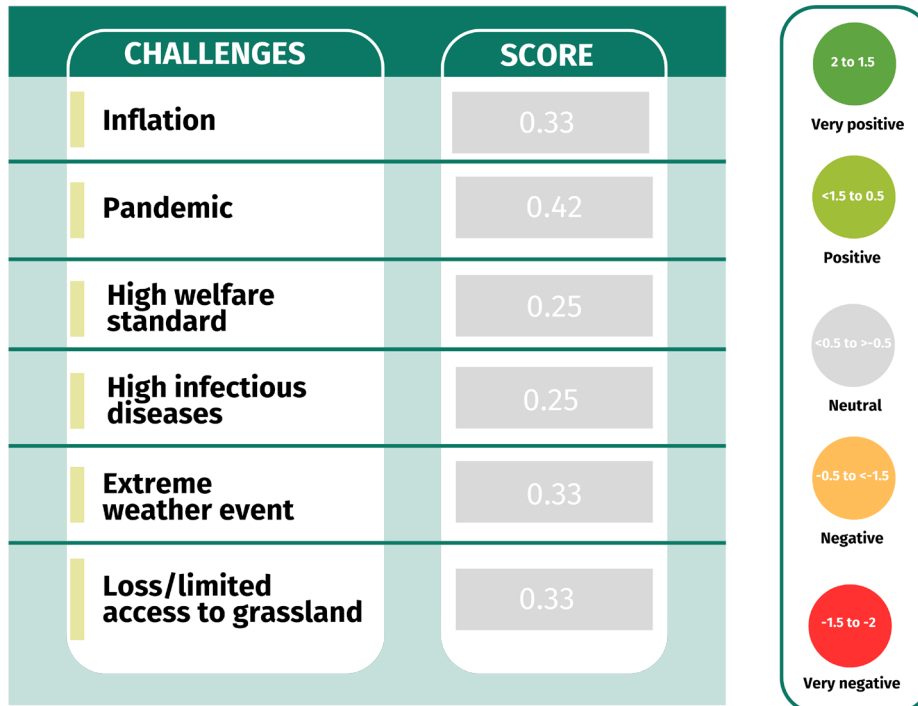 CHALLENGES SCORE
Inflation 0.33
Pandemic 0.42
High welfare
standard 0.25
High infectious
diseases 0.25
Extreme
weather event 0.33
Loss/limited
access to grassland 0.33
2 to 1.5
Very positive
<1.5 to 0.5
Positive
<0.5 to >-0.5
Neutral
-0.5 to <-1.5
Negative
-1.5 to -2
Very negative